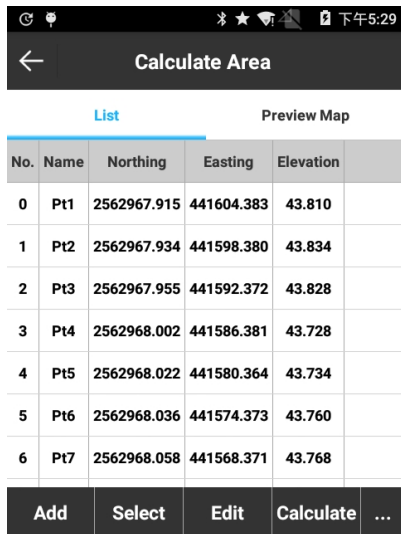 下午5:29
Calculate Area
List Preview Map
No. Name Northing Easting Elevation
0 Pt1 2562967.915 441604.383 43.810
1 Pt2 2562967.934 441598.380 43.834
2 Pt3 2562967.955 441592.372 43.828
3 Pt4 2562968.002 441586.381 43.728
4 Pt5 2562968.022 441580.364 43.734
5 Pt6 2562968.036 441574.373 43.760
6 Pt7 2562968.058 441568.371 43.768
Add Select Edit Calculate ...